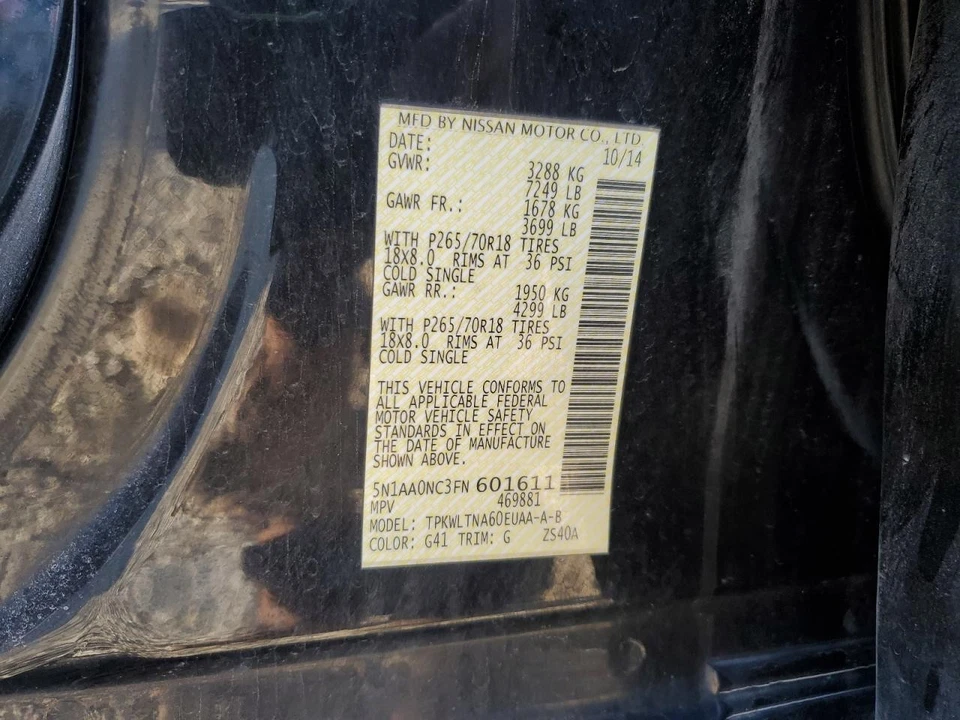 MFD BY NISSAN MOTOR CO., LTD.
DATE: 10/14
GVWR: 3288 KG
7249 LB
GAWR FR.: 1678 KG
3699 LB
WITH P265/70R18 TIRES
18X8.0 RIMS AT 36 PSI
COLD SINGLE
GAWR RR.: 1950 KG
4299 LB
WITH P265/70R18 TIRES
18X8.0 RIMS AT 36 PSI
COLD SINGLE
THIS VEHICLE CONFORMS TO
ALL APPLICABLE FEDERAL
MOTOR VEHICLE SAFETY
STANDARDS IN EFFECT ON
THE DATE OF MANUFACTURE
SHOWN ABOVE.
5N1AA0NC3FN 601611
MPV 469881
MODEL: TPKWLTNA60EUAA-A-B
COLOR: G41 TRIM: G ZS40A